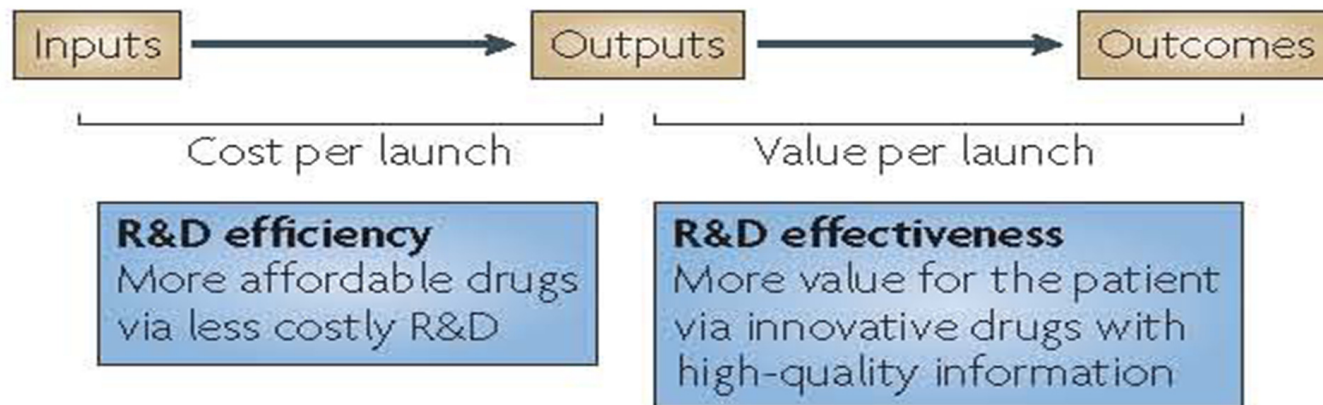 Inputs
Outputs
Outcomes
Cost per launch
Value per launch
R&D efficiency
More affordable drugs
via less costly R&D
R&D effectiveness
More value for the patient
via innovative drugs with
high-quality information